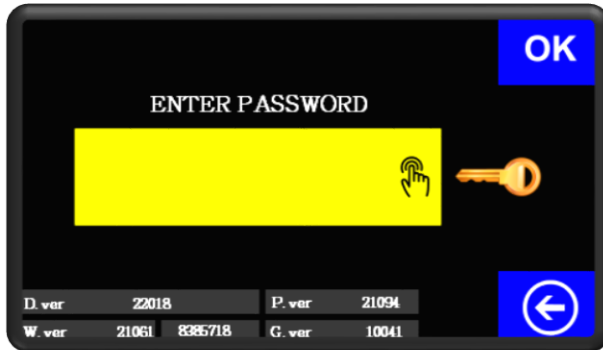 OK
ENTER PASSWORD
D. ver 22018 P. ver 21094
W. ver 21061 8385718 G. ver 10041